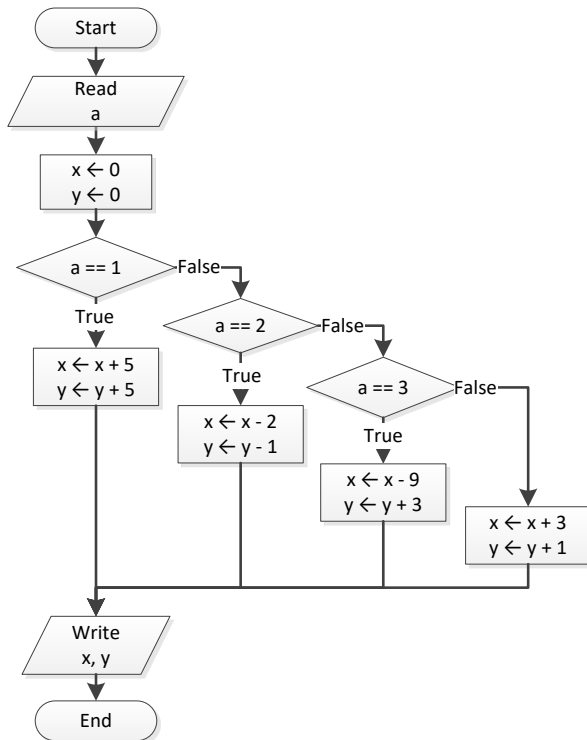 Start
Read
a
x ← 0
y ← 0
a == 1
False
True
a == 2
False
True
x ← x + 5
y ← y + 5
a == 3
False
True
x ← x - 2
y ← y - 1
x ← x - 9
y ← y + 3
x ← x + 3
y ← y + 1
Write
x, y
End